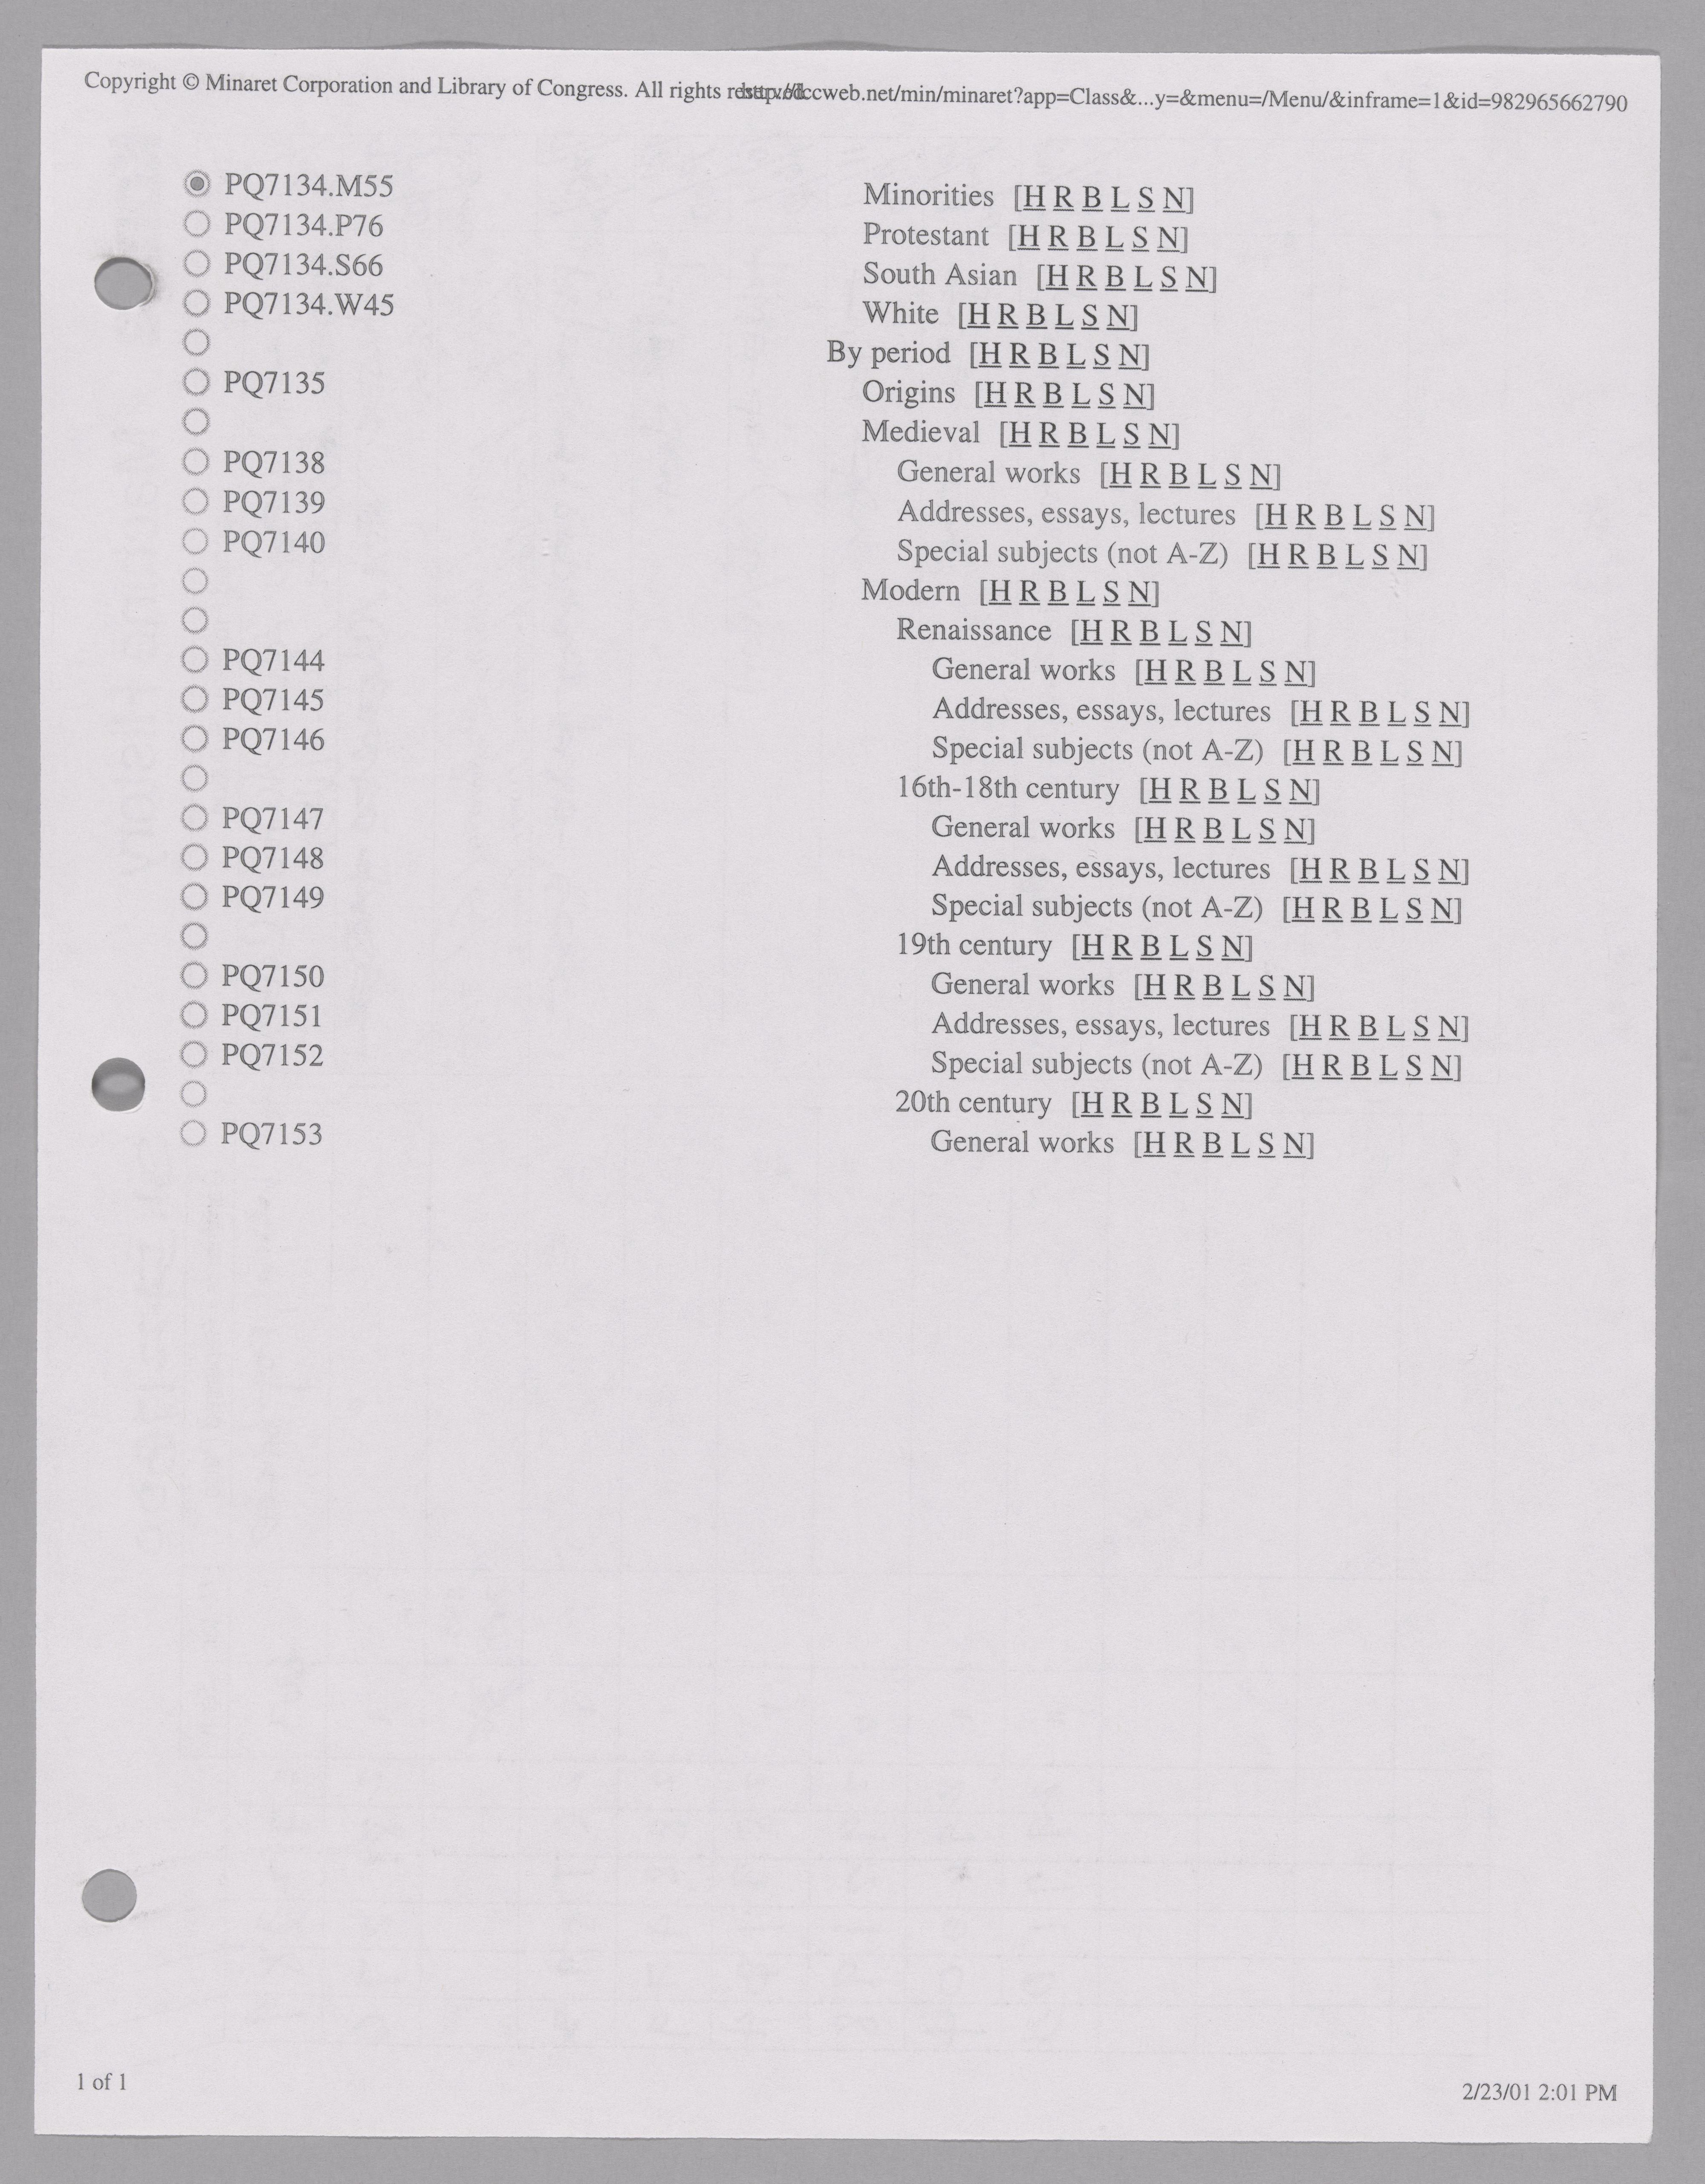 Copyright © Minaret Corporation and Library of Congress. All rights reserved. http://lccweb.net/min/minaret?app=Class&...y=&menu=/Menu/&inframe=1&id=982965662790
PQ7134.M55 Minorities [H R B L S N]
PQ7134.P76 Protestant [H R B L S N]
PQ7134.S66 South Asian [H R B L S N]
PQ7134.W45 White [H R B L S N]
By period [H R B L S N]
PQ7135 Origins [H R B L S N]
Medieval [H R B L S N]
PQ7138 General works [H R B L S N]
PQ7139 Addresses, essays, lectures [H R B L S N]
PQ7140 Special subjects (not A-Z) [H R B L S N]
Modern [H R B L S N]
Renaissance [H R B L S N]
PQ7144 General works [H R B L S N]
PQ7145 Addresses, essays, lectures [H R B L S N]
PQ7146 Special subjects (not A-Z) [H R B L S N]
16th-18th century [H R B L S N]
PQ7147 General works [H R B L S N]
PQ7148 Addresses, essays, lectures [H R B L S N]
PQ7149 Special subjects (not A-Z) [H R B L S N]
19th century [H R B L S N]
PQ7150 General works [H R B L S N]
PQ7151 Addresses, essays, lectures [H R B L S N]
PQ7152 Special subjects (not A-Z) [H R B L S N]
20th century [H R B L S N]
PQ7153 General works [H R B L S N]
1 of 1 2/23/01 2:01 PM